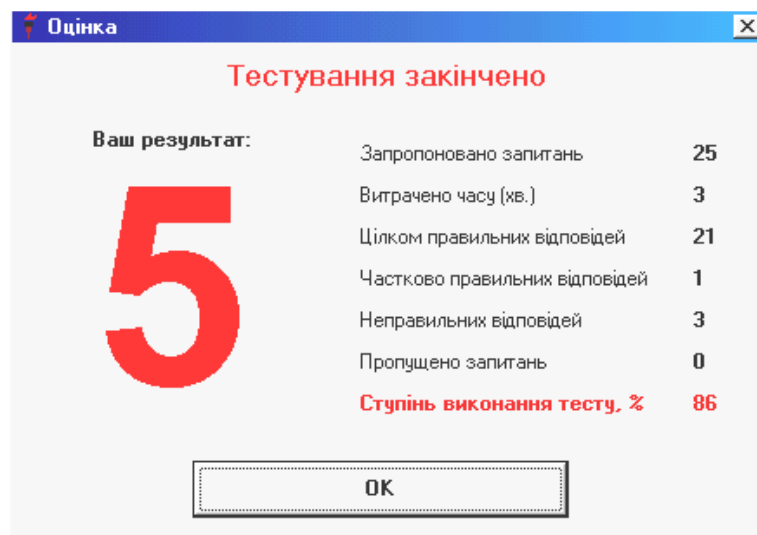 Оцінка
Тестування закінчено
Ваш результат:
5
Запропоновано запитань 25
Витрачено часу (хв.) 3
Цілком правильних відповідей 21
Частково правильних відповідей 1
Неправильних відповідей 3
Пропущено запитань 0
Ступінь виконання тесту, % 86
OK